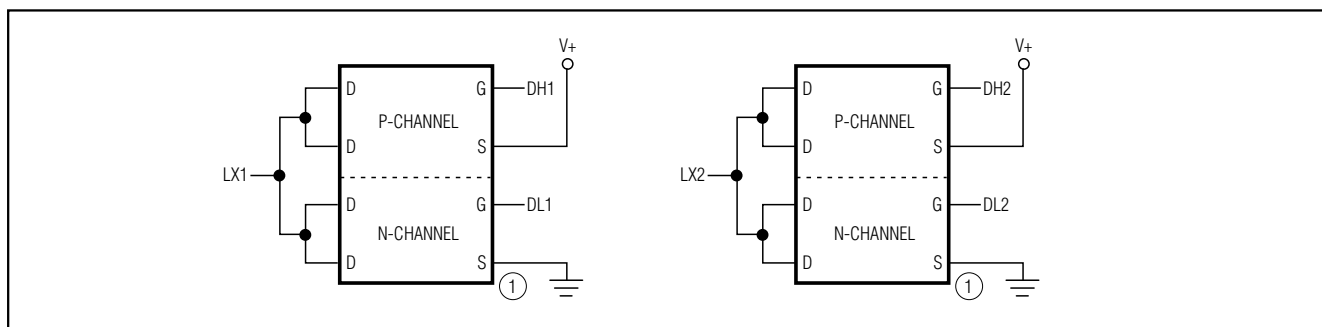 V+
D G DH1
P-CHANNEL
D S
LX1
D G DL1
N-CHANNEL
D S
1
V+
D G DH2
P-CHANNEL
D S
LX2
D G DL2
N-CHANNEL
D S
1